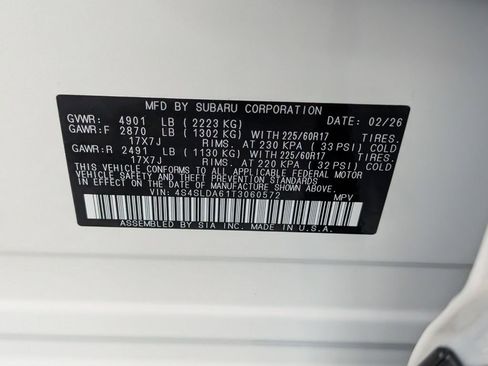 MFD BY SUBARU CORPORATION DATE: 02/26
GVWR: 4901 LB ( 2223 KG)
GAWR:F 2870 LB ( 1302 KG) WITH 225/60R17 TIRES.
17X7J RIMS. AT 230 KPA ( 33 PSI) COLD
GAWR:R 2491 LB ( 1130 KG) WITH 225/60R17 TIRES.
17X7J RIMS. AT 220 KPA ( 32 PSI) COLD
THIS VEHICLE CONFORMS TO ALL APPLICABLE FEDERAL MOTOR
VEHICLE SAFETY AND THEFT PREVENTION STANDARDS IN EFFECT
ON THE DATE OF MANUFACTURE SHOWN ABOVE.
VIN: 4S4SLDA61T3060572 MPV
ASSEMBLED BY SIA INC. MADE IN U.S.A.